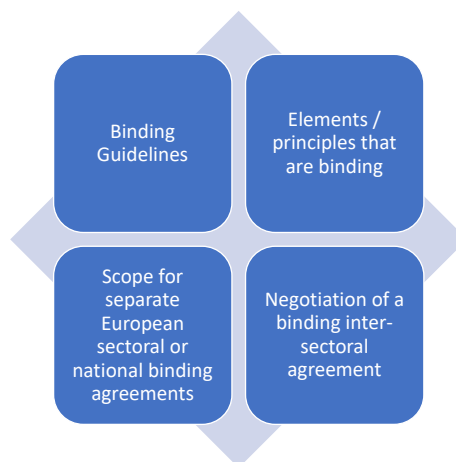 Binding
Guidelines
Elements /
principles that
are binding
Scope for
separate
European
sectoral or
national binding
agreements
Negotiation of a
binding inter-
sectoral
agreement